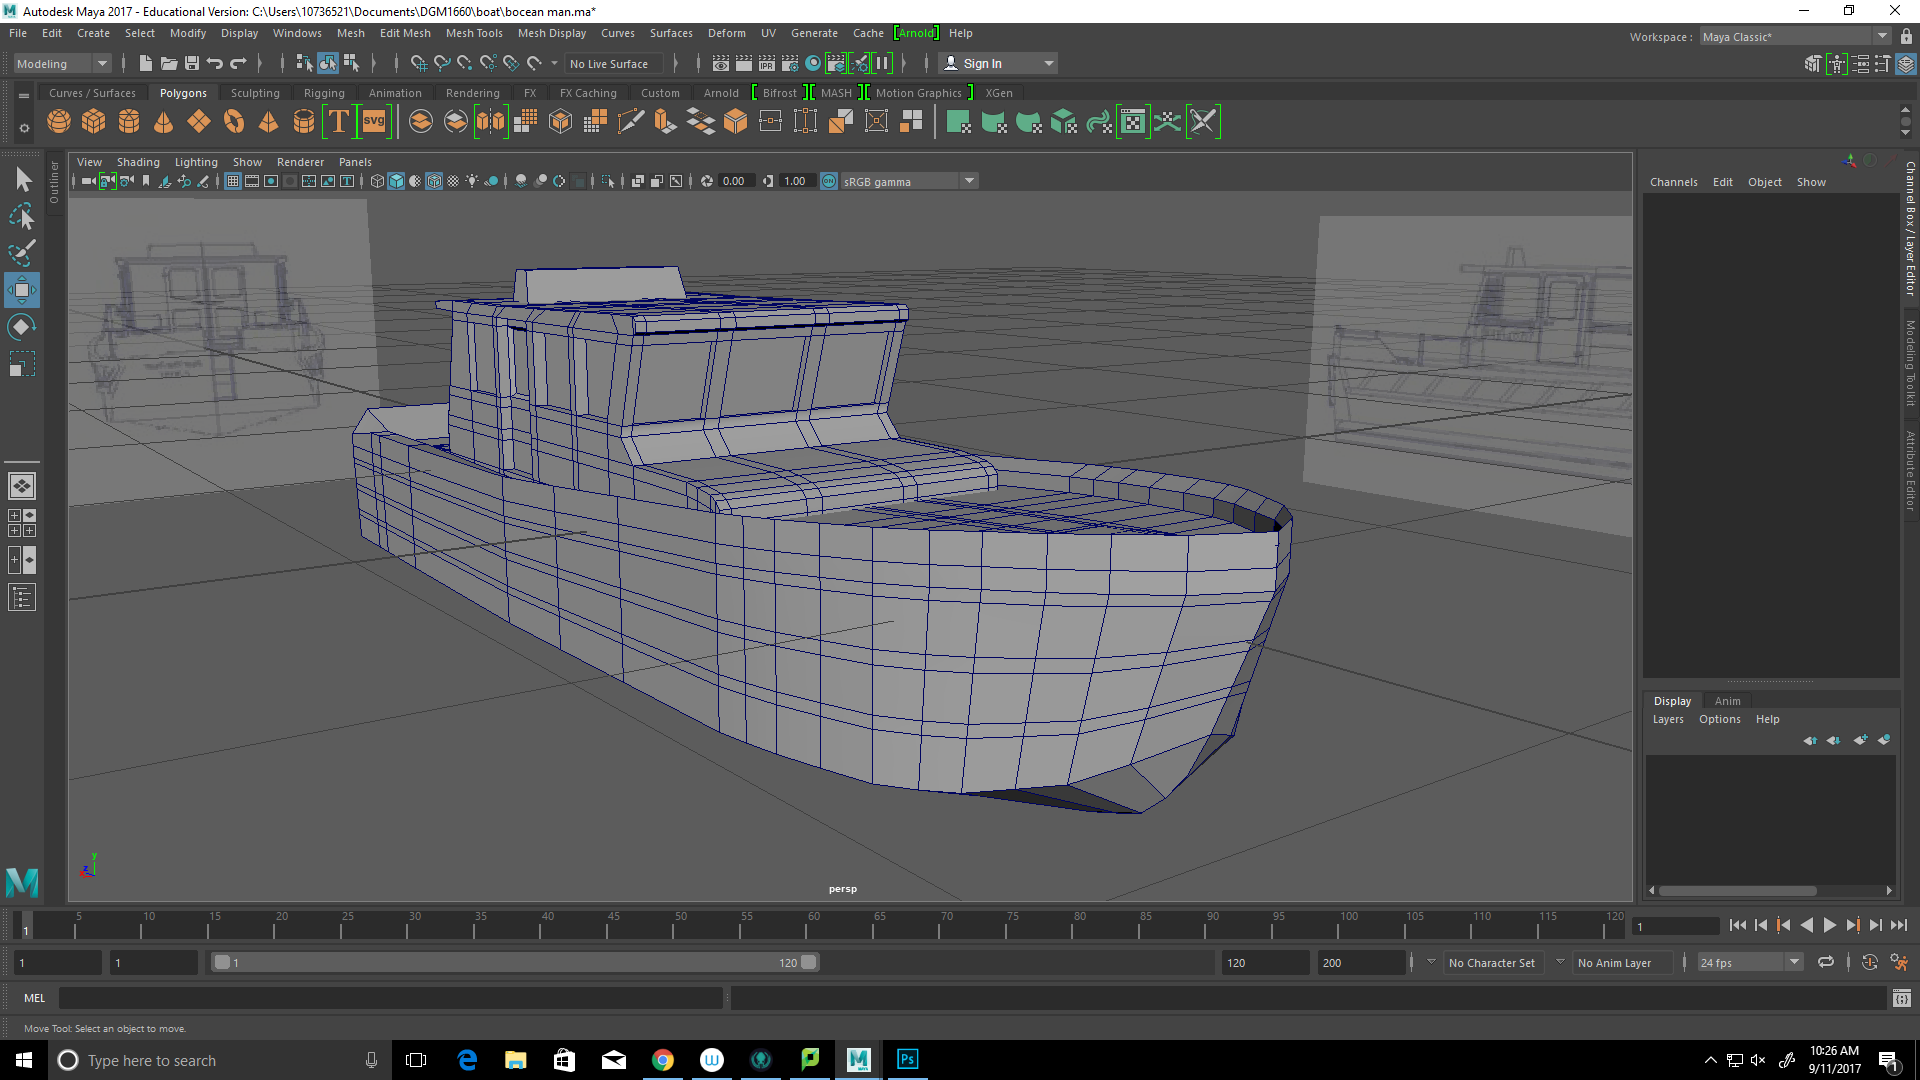 Autodesk Maya 2017 - Educational Version: C:\Users\10736521\Documents\DGM1660\boat\bocean man.ma*
File Edit Create Select Modify Display Windows Mesh Edit Mesh Mesh Tools Mesh Display Curves Surfaces Deform UV Generate Cache [Arnold] Help
Workspace : Maya Classic*
Modeling No Live Surface Sign In
Curves / Surfaces Polygons Sculpting Rigging Animation Rendering FX FX Caching Custom Arnold [ Bifrost ] [ MASH ] [ Motion Graphics ] XGen
T svg
IPR
Outliner
View Shading Lighting Show Renderer Panels
0.00 1.00 ON sRGB gamma
Channels Edit Object Show
Channel Box / Layer Editor
Modeling Toolkit
Attribute Editor
Display Anim
Layers Options Help
y
z
persp
5 10 15 20 25 30 35 40 45 50 55 60 65 70 75 80 85 90 95 100 105 110 115 120
1 1
1 1 1 120 120 200 No Character Set No Anim Layer 24 fps
MEL
Move Tool: Select an object to move.
Type here to search
Ps
10:26 AM
9/11/2017
1